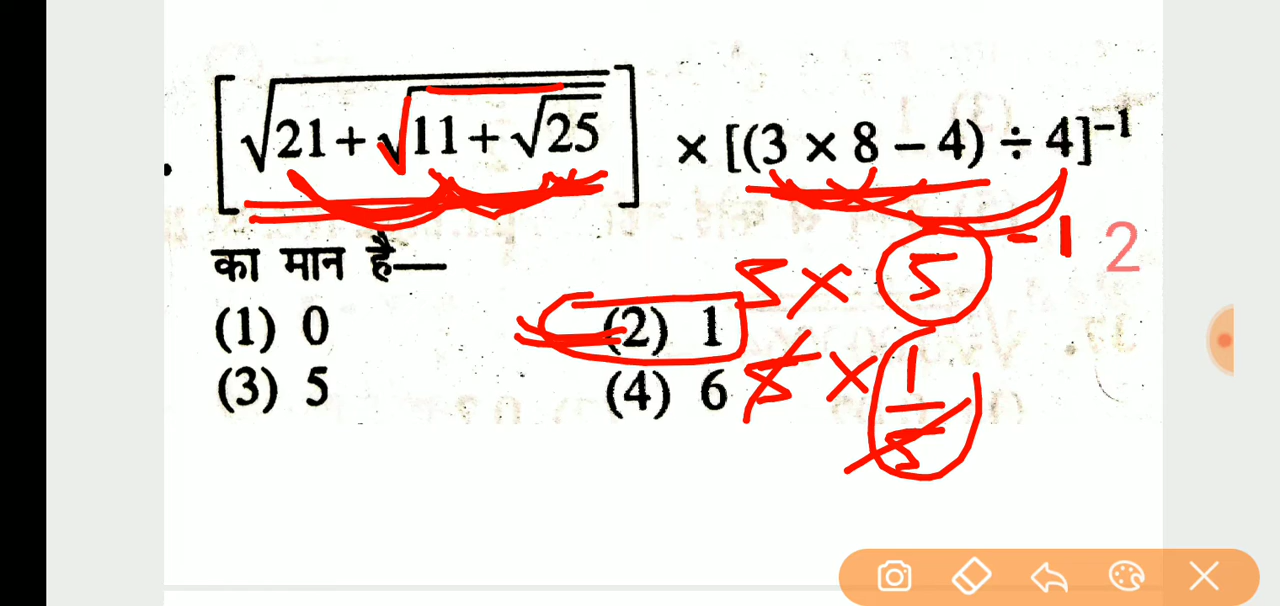 [√21+√11+√25] × [(3 × 8 – 4) ÷ 4]⁻¹
का मान है—
(1) 0 (2) 1
(3) 5 (4) 6
5 × 5 -1
2
5 × 1/5